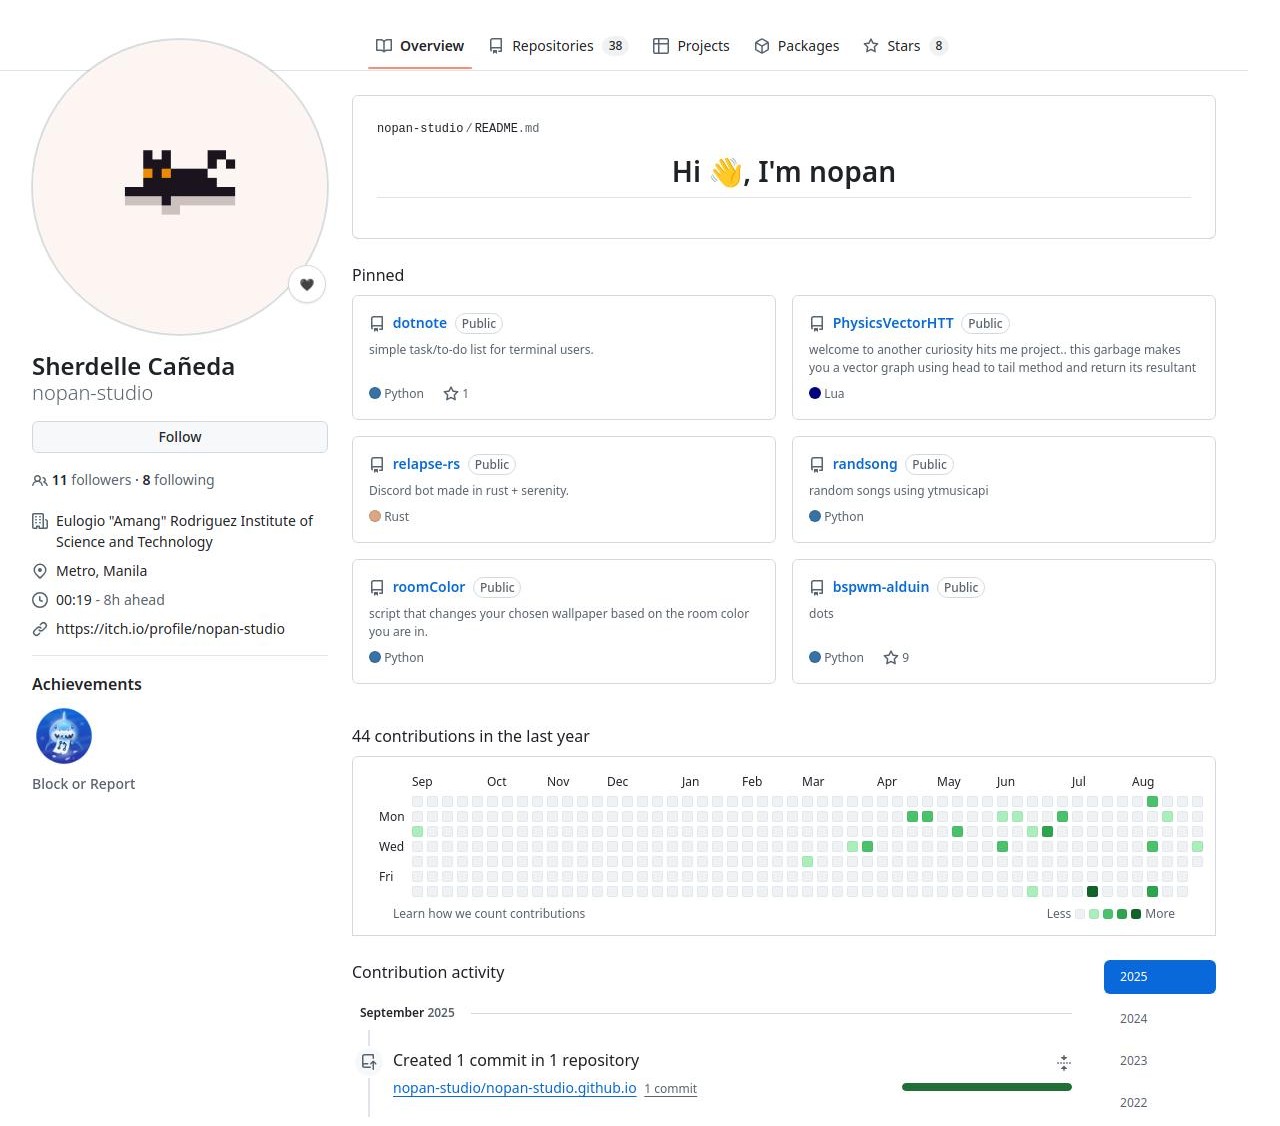 Overview
Repositories 38
Projects
Packages
Stars 8
nopan-studio/README.md
Hi 👋, I'm nopan
Sherdelle Cañeda
nopan-studio
Follow
11 followers · 8 following
Eulogio "Amang" Rodriguez Institute of
Science and Technology
Metro, Manila
00:19 - 8h ahead
https://itch.io/profile/nopan-studio
Achievements
Block or Report
Pinned
dotnote Public
simple task/to-do list for terminal users.
Python 1
PhysicsVectorHTT Public
welcome to another curiosity hits me project.. this garbage makes
you a vector graph using head to tail method and return its resultant
Lua
relapse-rs Public
Discord bot made in rust + serenity.
Rust
randsong Public
random songs using ytmusicapi
Python
roomColor Public
script that changes your chosen wallpaper based on the room color
you are in.
Python
bspwm-alduin Public
dots
Python 9
44 contributions in the last year
Sep Oct Nov Dec Jan Feb Mar Apr May Jun Jul Aug
Mon
Wed
Fri
Learn how we count contributions
Less More
Contribution activity
2025
2024
2023
2022
September 2025
Created 1 commit in 1 repository
nopan-studio/nopan-studio.github.io 1 commit